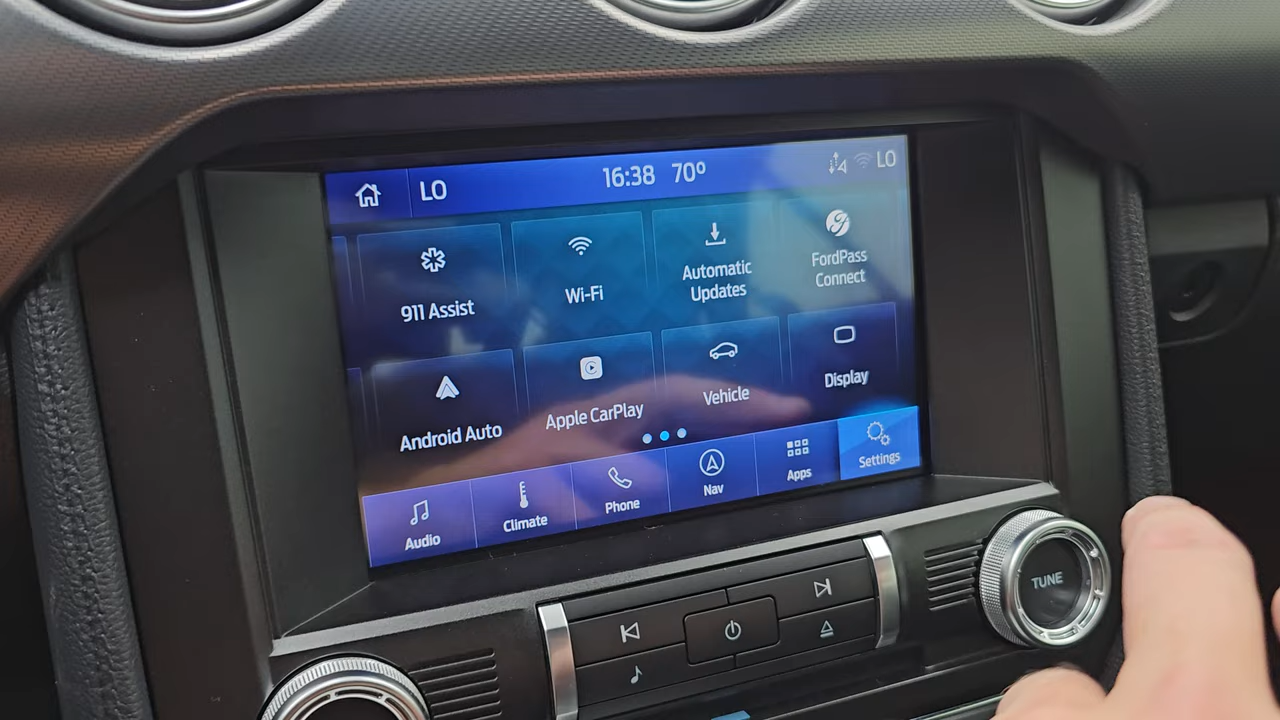 LO
16:38 70°
LO
911 Assist
Wi-Fi
Automatic
Updates
FordPass
Connect
Android Auto
Apple CarPlay
Vehicle
Display
Audio
Climate
Phone
Nav
Apps
Settings
TUNE